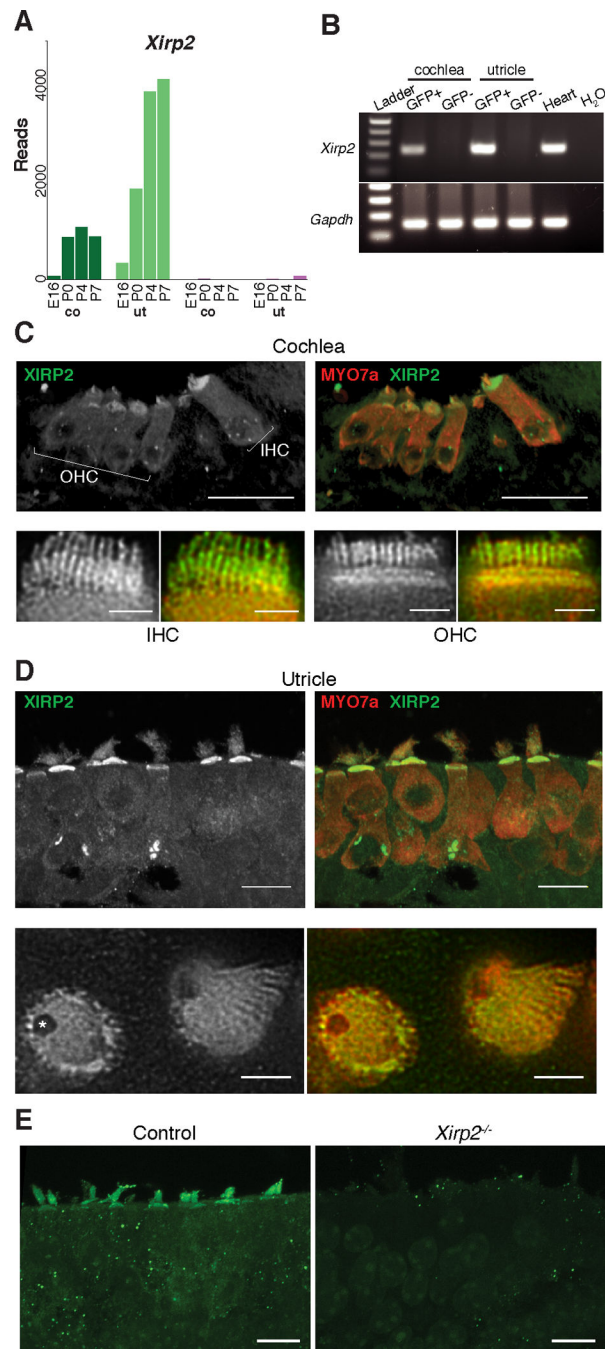 A
Xirp2
Reads
4000
2000
0
E16 P0 P4 P7 E16 P0 P4 P7 E16 P0 P4 P7 E16 P0 P4 P7
co ut co ut
B
cochlea utricle
Ladder GFP+ GFP- GFP+ GFP- Heart H2O
Xirp2
Gapdh
C
Cochlea
XIRP2
MYO7a XIRP2
OHC
IHC
IHC
OHC
D
Utricle
XIRP2
MYO7a XIRP2
*
E
Control
Xirp2-/-